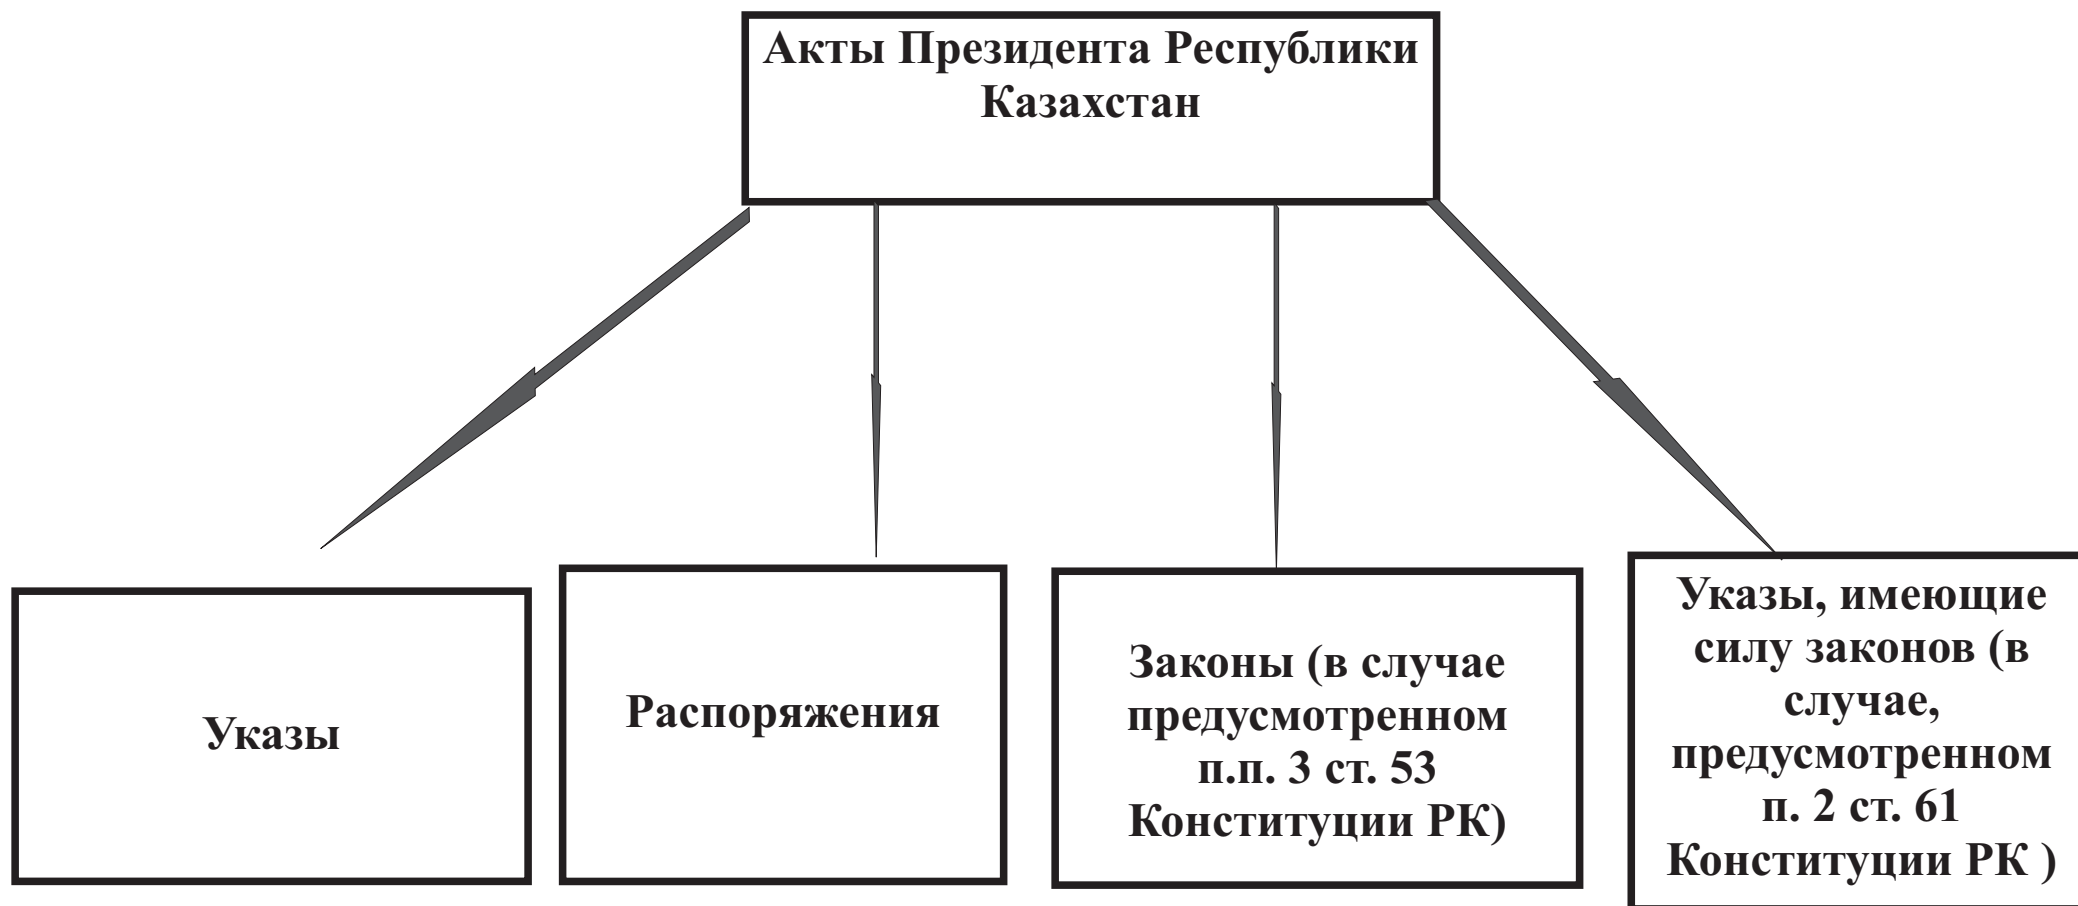 Акты Президента Республики
Казахстан
Указы
Распоряжения
Законы (в случае
предусмотренном
п.п. 3 ст. 53
Конституции РК)
Указы, имеющие
силу законов (в
случае,
предусмотренном
п. 2 ст. 61
Конституции РК )